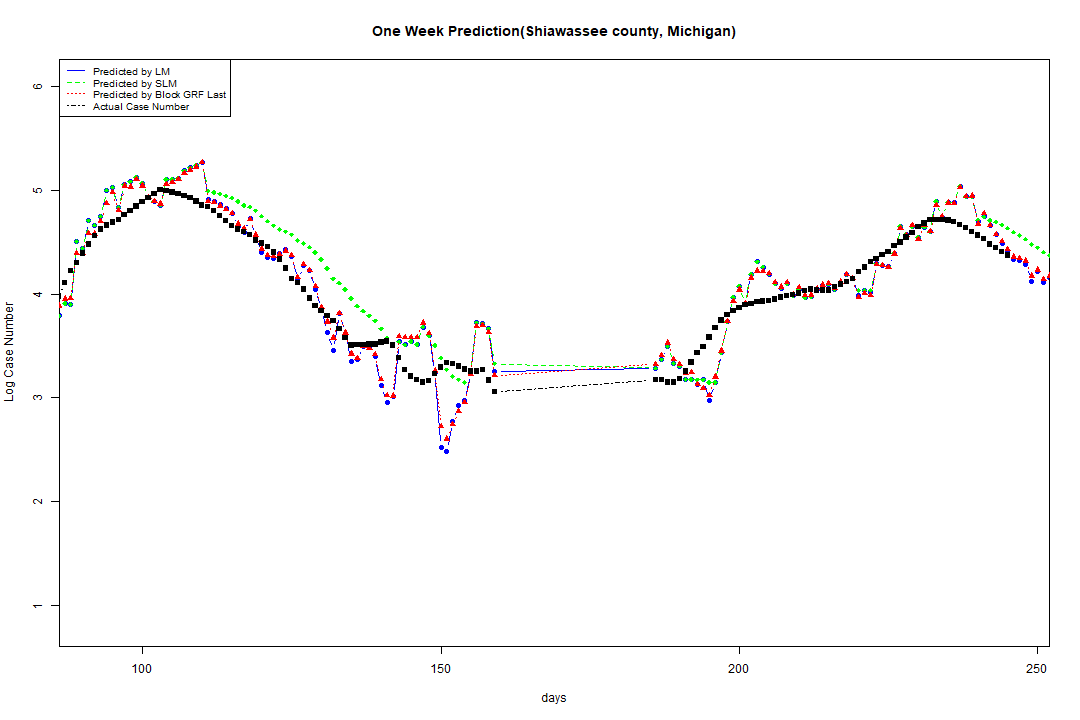 One Week Prediction(Shiawassee county, Michigan)
Predicted by LM
Predicted by SLM
Predicted by Block GRF Last
Actual Case Number
6
5
4
3
2
1
Log Case Number
100 150 200 250
days